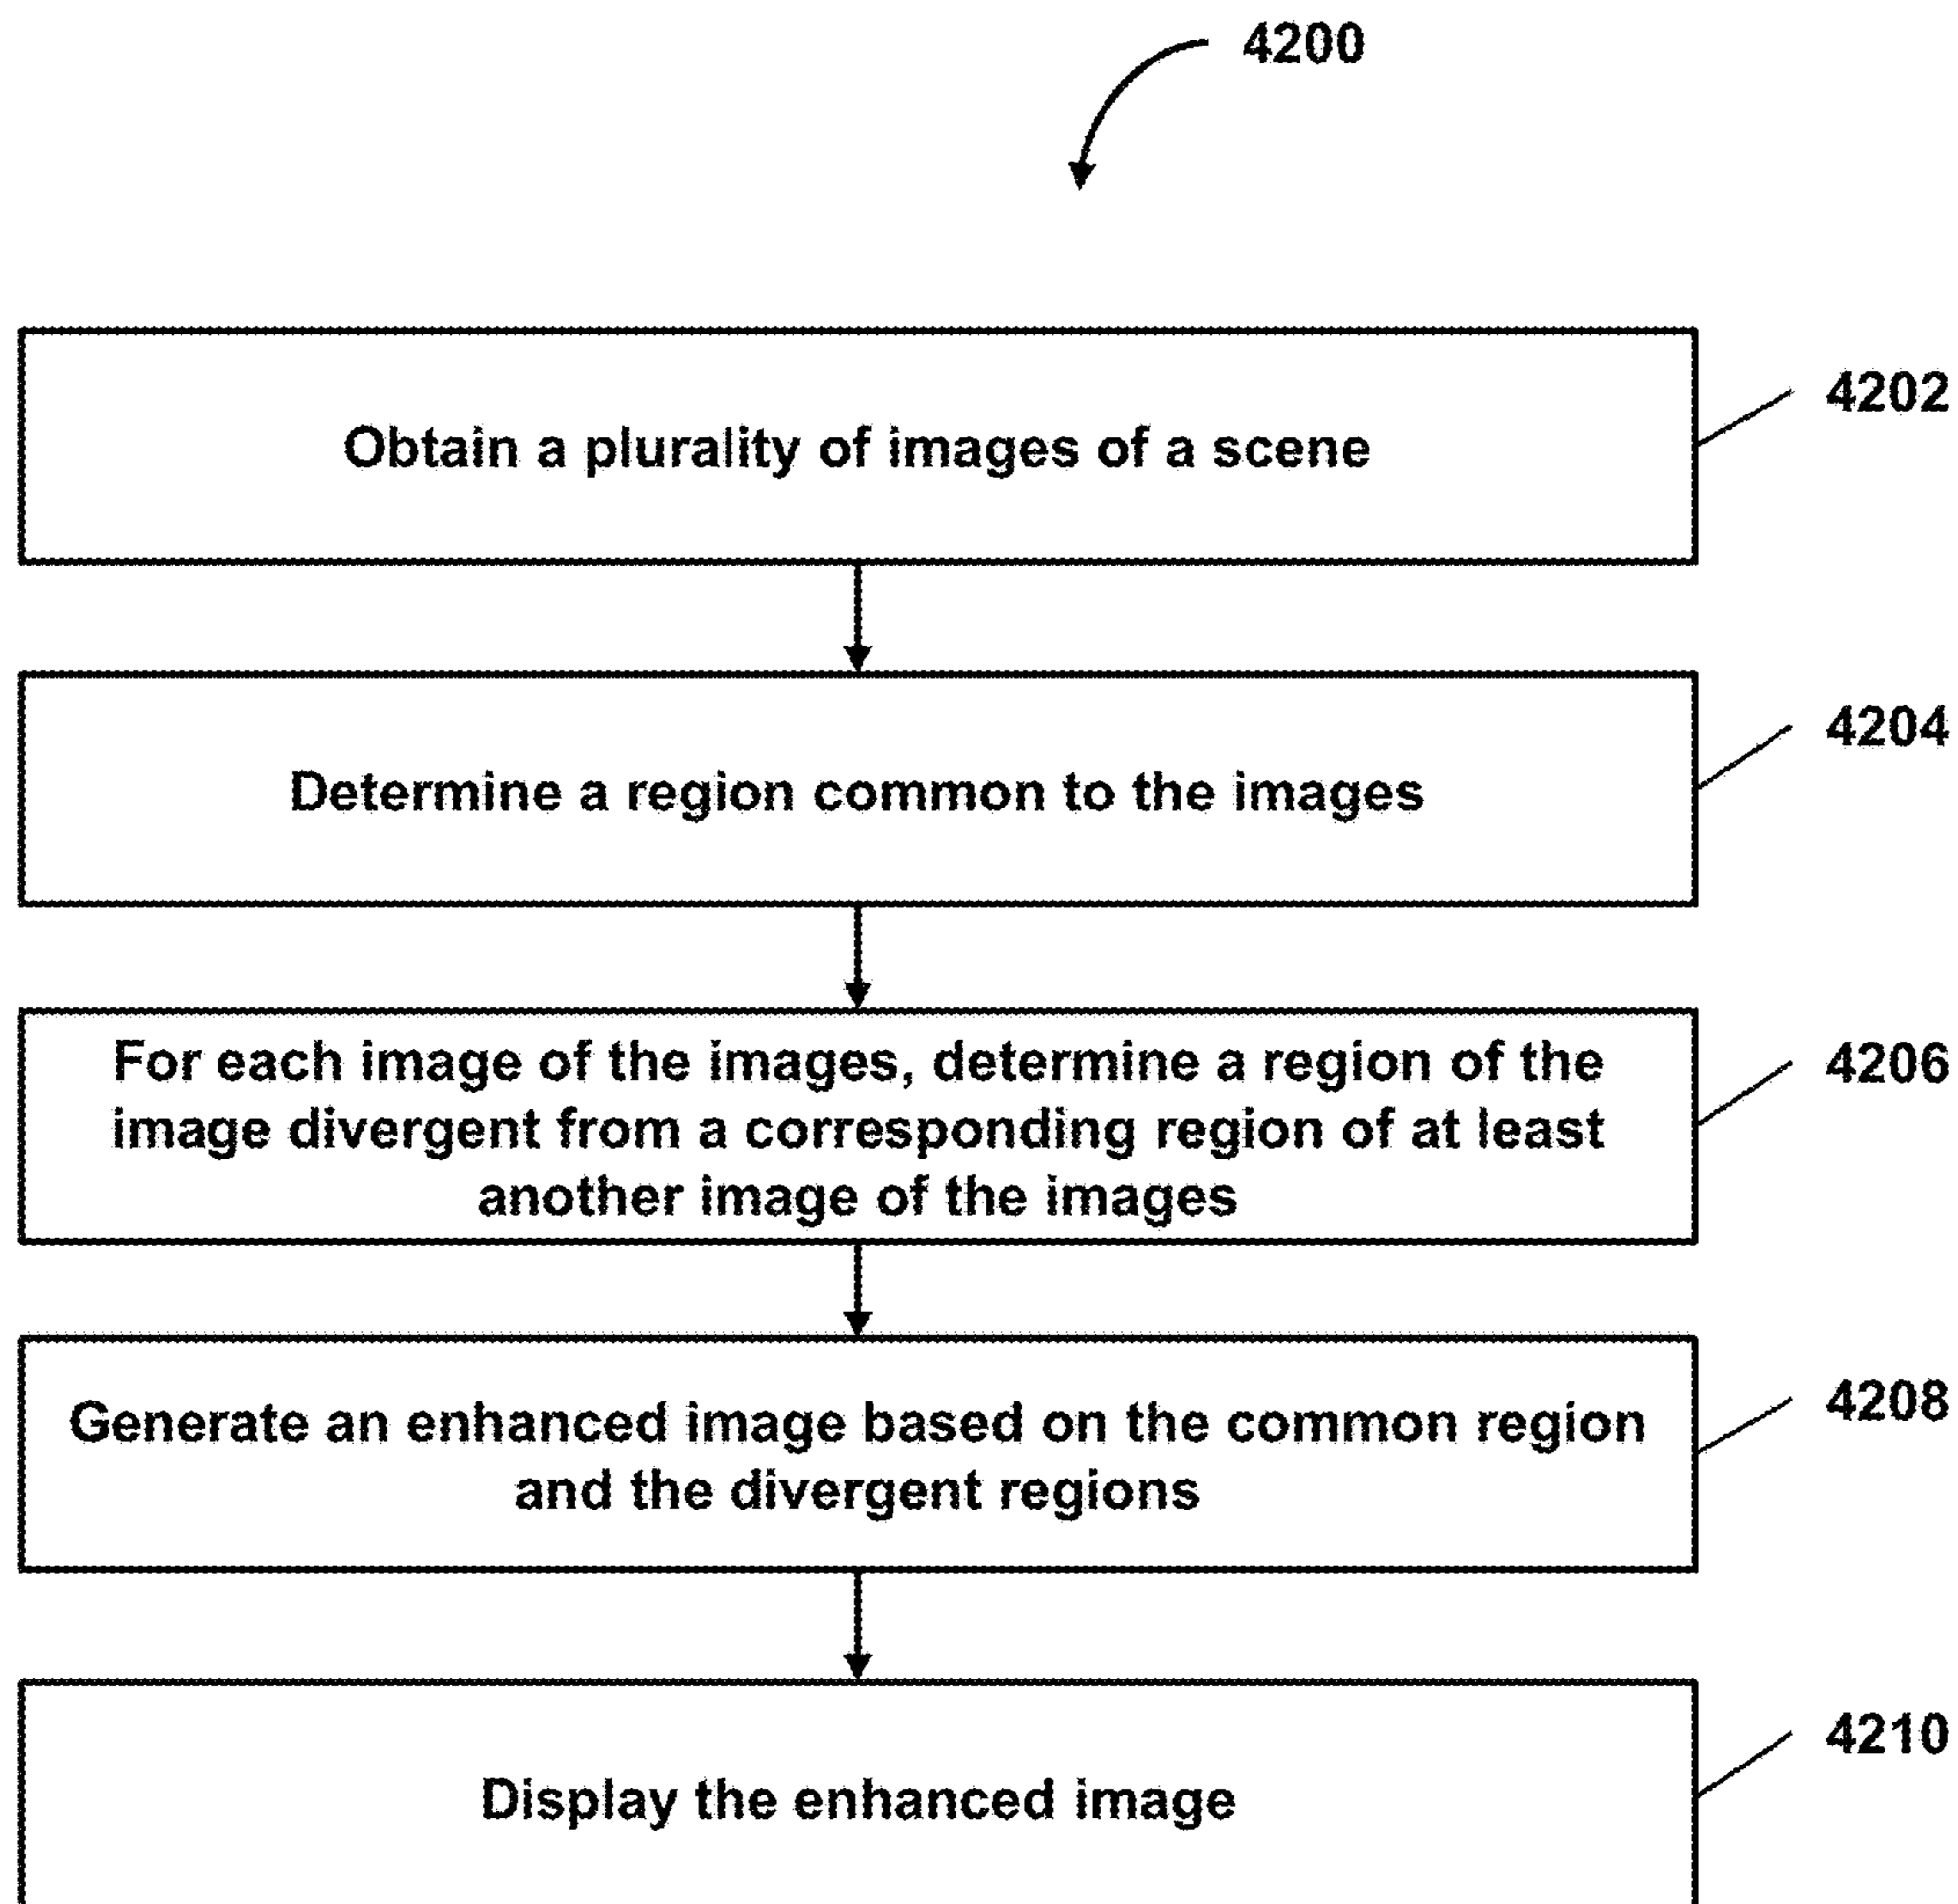 4200
4202
Obtain a plurality of images of a scene
4204
Determine a region common to the images
4206
For each image of the images, determine a region of the
image divergent from a corresponding region of at least
another image of the images
4208
Generate an enhanced image based on the common region
and the divergent regions
4210
Display the enhanced image